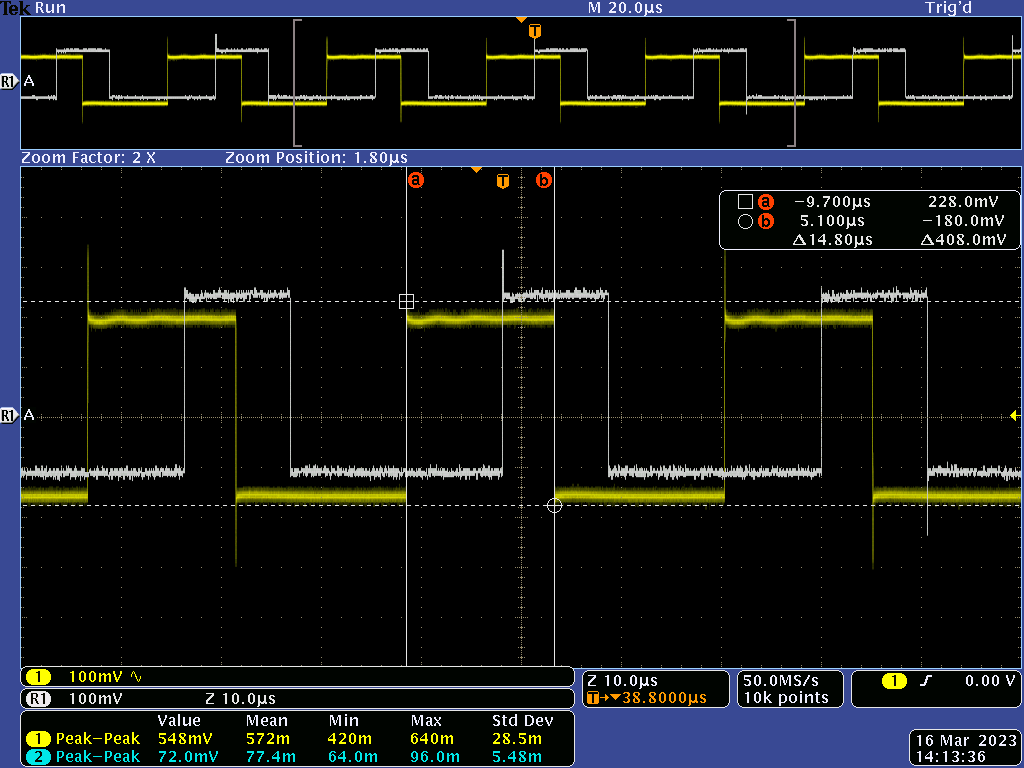 Tek Run M 20.0µs Trig'd
T
R1 A
Zoom Factor: 2 X Zoom Position: 1.80µs
a T b
a −9.700µs 228.0mV
b 5.100µs −180.0mV
Δ14.80µs Δ408.0mV
R1 A
1 100mV
R1 100mV Z 10.0µs
Z 10.0µs
T→▼38.8000µs
50.0MS/s
10k points
1 0.00 V
Value Mean Min Max Std Dev
1 Peak−Peak 548mV 572m 420m 640m 28.5m
2 Peak−Peak 72.0mV 77.4m 64.0m 96.0m 5.48m
16 Mar 2023
14:13:36